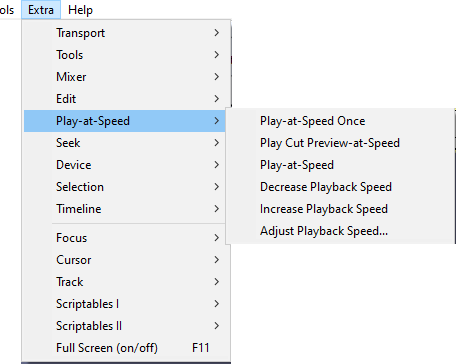 ols Extra Help
Transport
Tools
Mixer
Edit
Play-at-Speed
Seek
Device
Selection
Timeline
Focus
Cursor
Track
Scriptables I
Scriptables II
Full Screen (on/off) F11
Play-at-Speed Once
Play Cut Preview-at-Speed
Play-at-Speed
Decrease Playback Speed
Increase Playback Speed
Adjust Playback Speed...